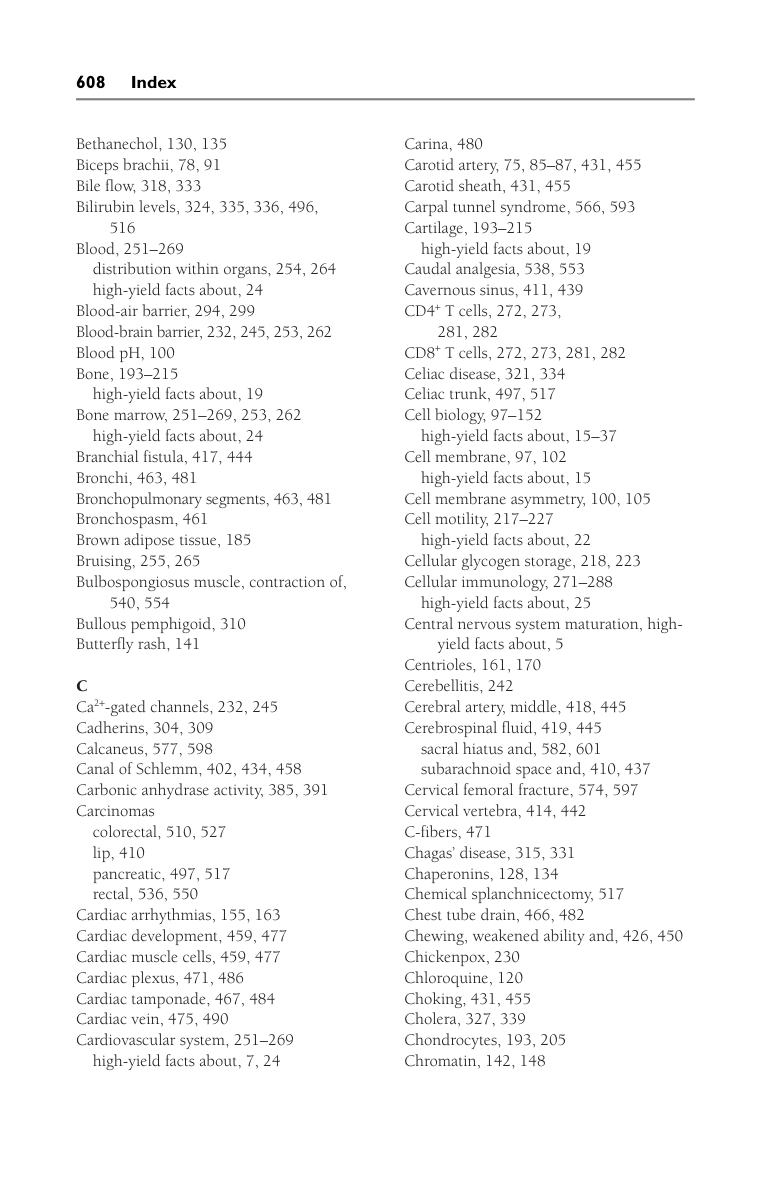 608 Index
Bethanechol, 130, 135
Biceps brachii, 78, 91
Bile flow, 318, 333
Bilirubin levels, 324, 335, 336, 496,
516
Blood, 251–269
distribution within organs, 254, 264
high-yield facts about, 24
Blood-air barrier, 294, 299
Blood-brain barrier, 232, 245, 253, 262
Blood pH, 100
Bone, 193–215
high-yield facts about, 19
Bone marrow, 251–269, 253, 262
high-yield facts about, 24
Branchial fistula, 417, 444
Bronchi, 463, 481
Bronchopulmonary segments, 463, 481
Bronchospasm, 461
Brown adipose tissue, 185
Bruising, 255, 265
Bulbospongiosus muscle, contraction of,
540, 554
Bullous pemphigoid, 310
Butterfly rash, 141
C
Ca²⁺-gated channels, 232, 245
Cadherins, 304, 309
Calcaneus, 577, 598
Canal of Schlemm, 402, 434, 458
Carbonic anhydrase activity, 385, 391
Carcinomas
colorectal, 510, 527
lip, 410
pancreatic, 497, 517
rectal, 536, 550
Cardiac arrhythmias, 155, 163
Cardiac development, 459, 477
Cardiac muscle cells, 459, 477
Cardiac plexus, 471, 486
Cardiac tamponade, 467, 484
Cardiac vein, 475, 490
Cardiovascular system, 251–269
high-yield facts about, 7, 24
Carina, 480
Carotid artery, 75, 85–87, 431, 455
Carotid sheath, 431, 455
Carpal tunnel syndrome, 566, 593
Cartilage, 193–215
high-yield facts about, 19
Caudal analgesia, 538, 553
Cavernous sinus, 411, 439
CD4⁺ T cells, 272, 273,
281, 282
CD8⁺ T cells, 272, 273, 281, 282
Celiac disease, 321, 334
Celiac trunk, 497, 517
Cell biology, 97–152
high-yield facts about, 15–37
Cell membrane, 97, 102
high-yield facts about, 15
Cell membrane asymmetry, 100, 105
Cell motility, 217–227
high-yield facts about, 22
Cellular glycogen storage, 218, 223
Cellular immunology, 271–288
high-yield facts about, 25
Central nervous system maturation, high-
yield facts about, 5
Centrioles, 161, 170
Cerebellitis, 242
Cerebral artery, middle, 418, 445
Cerebrospinal fluid, 419, 445
sacral hiatus and, 582, 601
subarachnoid space and, 410, 437
Cervical femoral fracture, 574, 597
Cervical vertebra, 414, 442
C-fibers, 471
Chagas’ disease, 315, 331
Chaperonins, 128, 134
Chemical splanchnicectomy, 517
Chest tube drain, 466, 482
Chewing, weakened ability and, 426, 450
Chickenpox, 230
Chloroquine, 120
Choking, 431, 455
Cholera, 327, 339
Chondrocytes, 193, 205
Chromatin, 142, 148